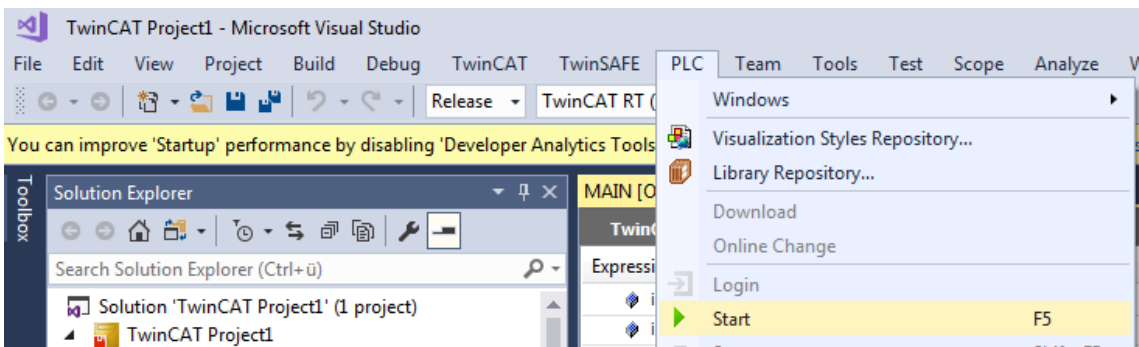 TwinCAT Project1 - Microsoft Visual Studio
File Edit View Project Build Debug TwinCAT TwinSAFE PLC Team Tools Test Scope Analyze
Release TwinCAT RT (
Windows
You can improve 'Startup' performance by disabling 'Developer Analytics Tools
Visualization Styles Repository...
Library Repository...
Toolbox
Solution Explorer
MAIN [O
Download
Online Change
Search Solution Explorer (Ctrl+ü)
Expressi
Login
Solution 'TwinCAT Project1' (1 project)
Start F5
TwinCAT Project1